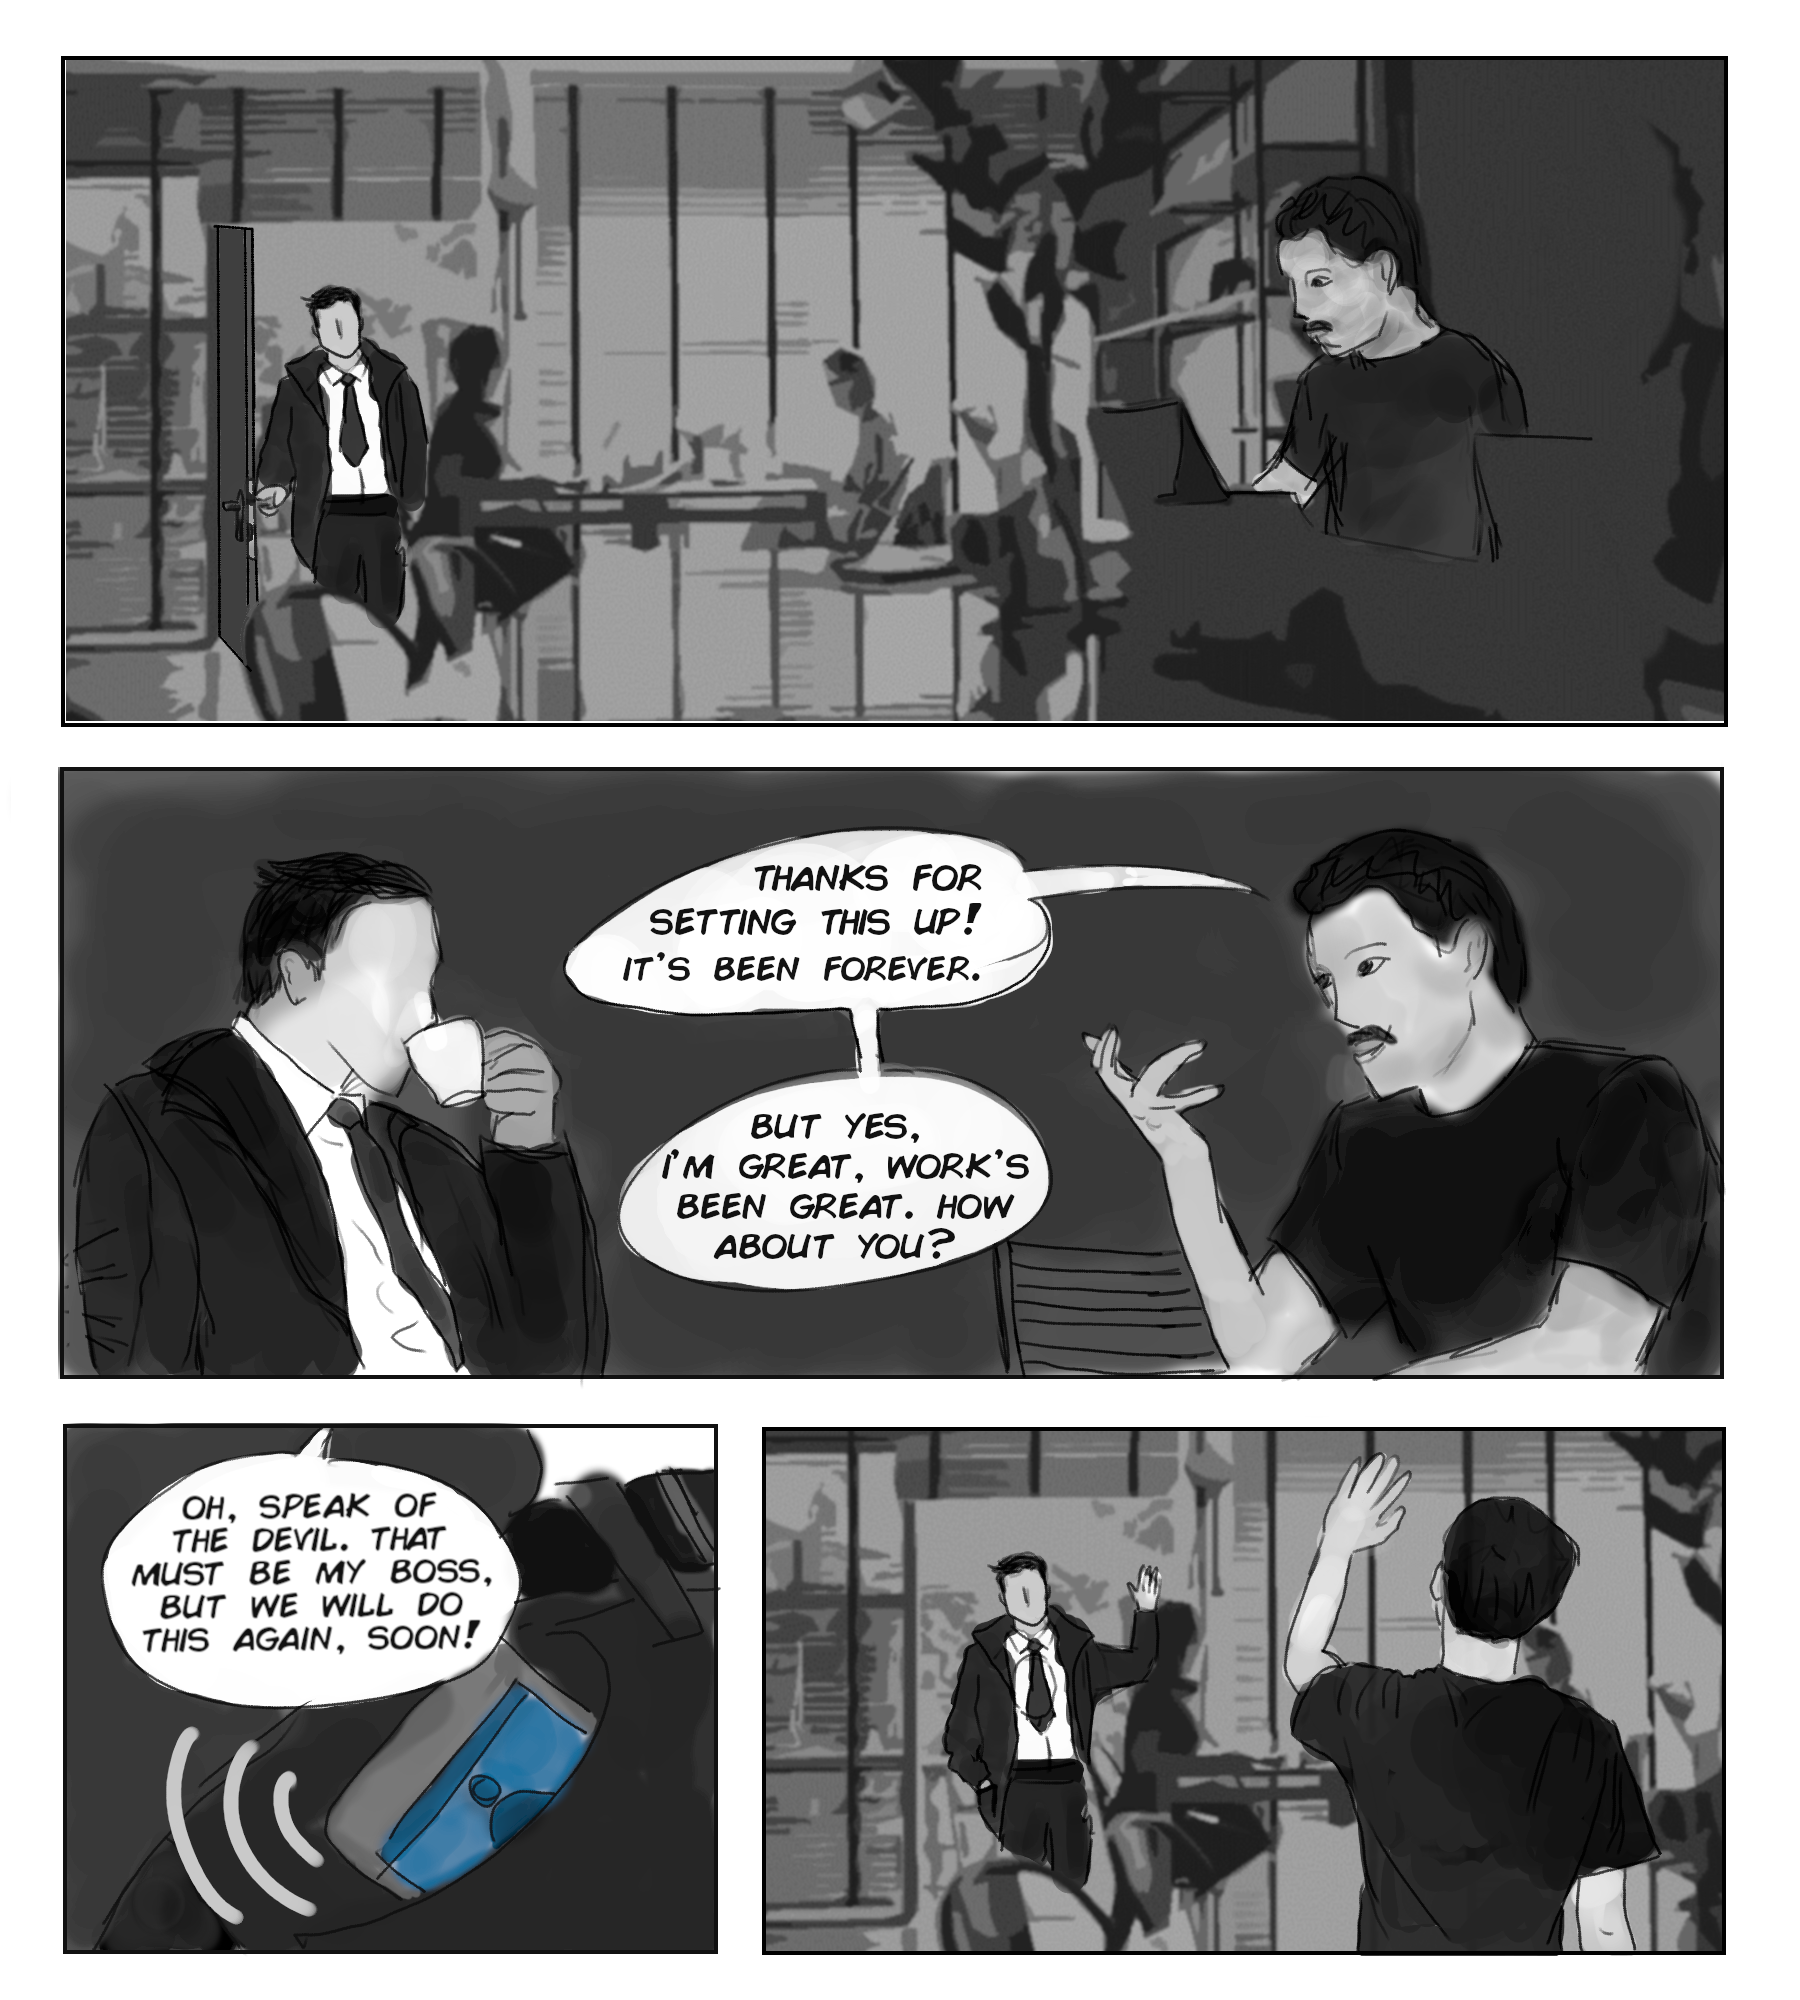 THANKS FOR
SETTING THIS UP!
IT'S BEEN FOREVER.
BUT YES,
I'M GREAT, WORK'S
BEEN GREAT. HOW
ABOUT YOU?
OH, SPEAK OF
THE DEVIL. THAT
MUST BE MY BOSS,
BUT WE WILL DO
THIS AGAIN, SOON!